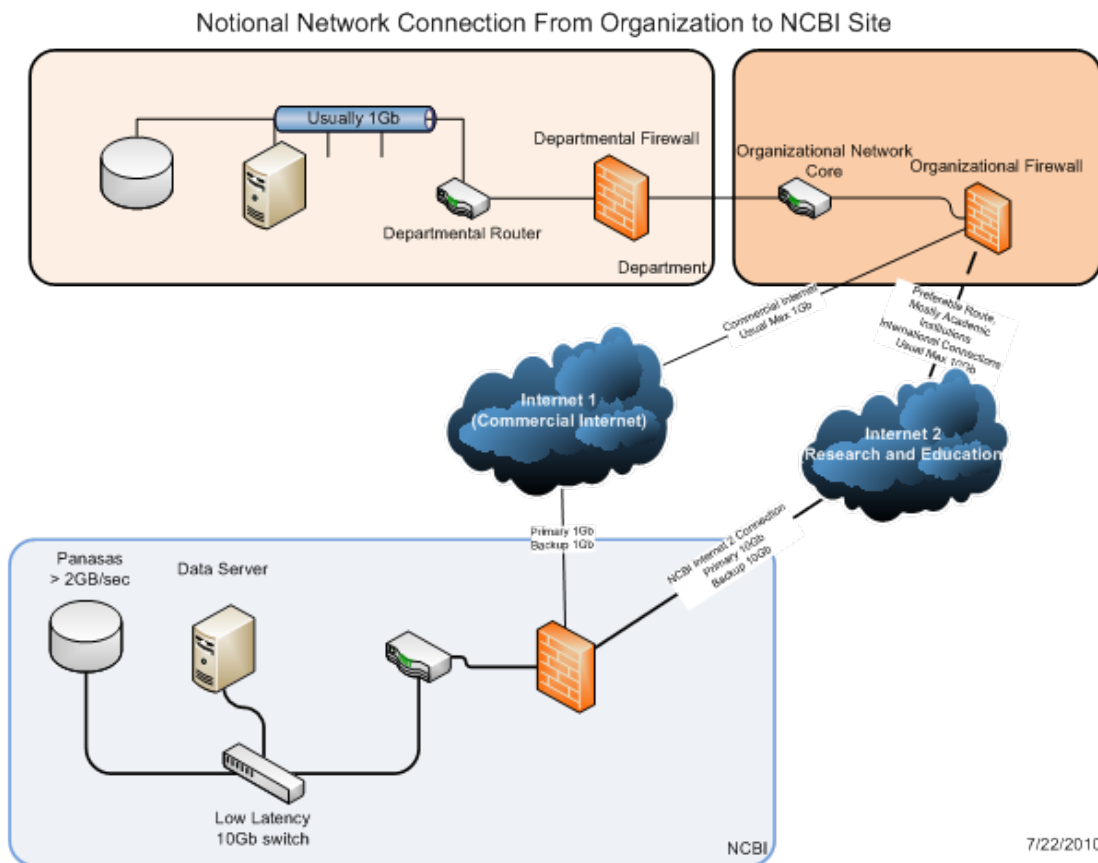 Notional Network Connection From Organization to NCBI Site
Usually 1Gb
Departmental Firewall
Organizational Network
Core
Organizational Firewall
Departmental Router
Department
Commercial Internet
Usual Max 1Gb
Preferable Route,
Mostly Academic
Institutions
International Connections
Usual Max 10Gb
Internet 1
(Commercial Internet)
Internet 2
Research and Education
Primary 1Gb
Backup 1Gb
NCBI Internet 2 Connection
Primary 10Gb
Backup 10Gb
Panasas
> 2GB/sec
Data Server
Low Latency
10Gb switch
NCBI
7/22/2010